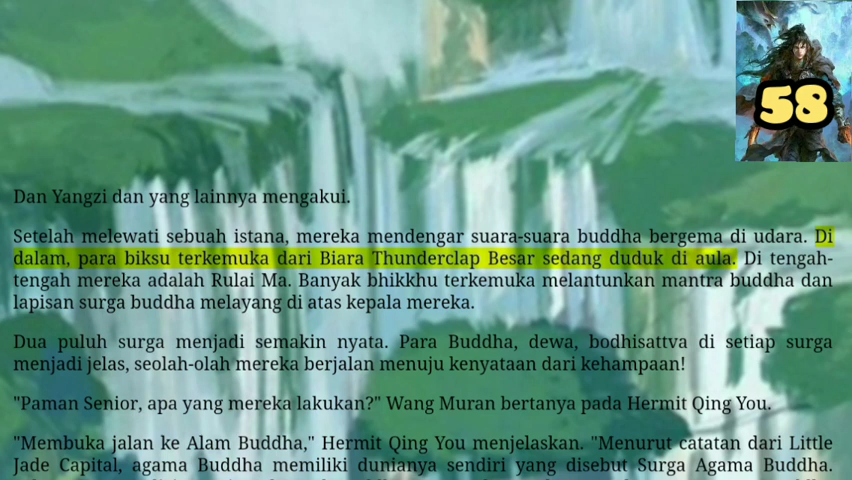 58
Dan Yangzi dan yang lainnya mengakui.
Setelah melewati sebuah istana, mereka mendengar suara-suara buddha bergema di udara. Di
dalam, para biksu terkemuka dari Biara Thunderclap Besar sedang duduk di aula. Di tengah-
tengah mereka adalah Rulai Ma. Banyak bhikkhu terkemuka melantunkan mantra buddha dan
lapisan surga buddha melayang di atas kepala mereka.
Dua puluh surga menjadi semakin nyata. Para Buddha, dewa, bodhisattva di setiap surga
menjadi jelas, seolah-olah mereka berjalan menuju kenyataan dari kehampaan!
"Paman Senior, apa yang mereka lakukan?" Wang Muran bertanya pada Hermit Qing You.
"Membuka jalan ke Alam Buddha," Hermit Qing You menjelaskan. "Menurut catatan dari Little
Jade Capital, agama Buddha memiliki dunianya sendiri yang disebut Surga Agama Buddha.